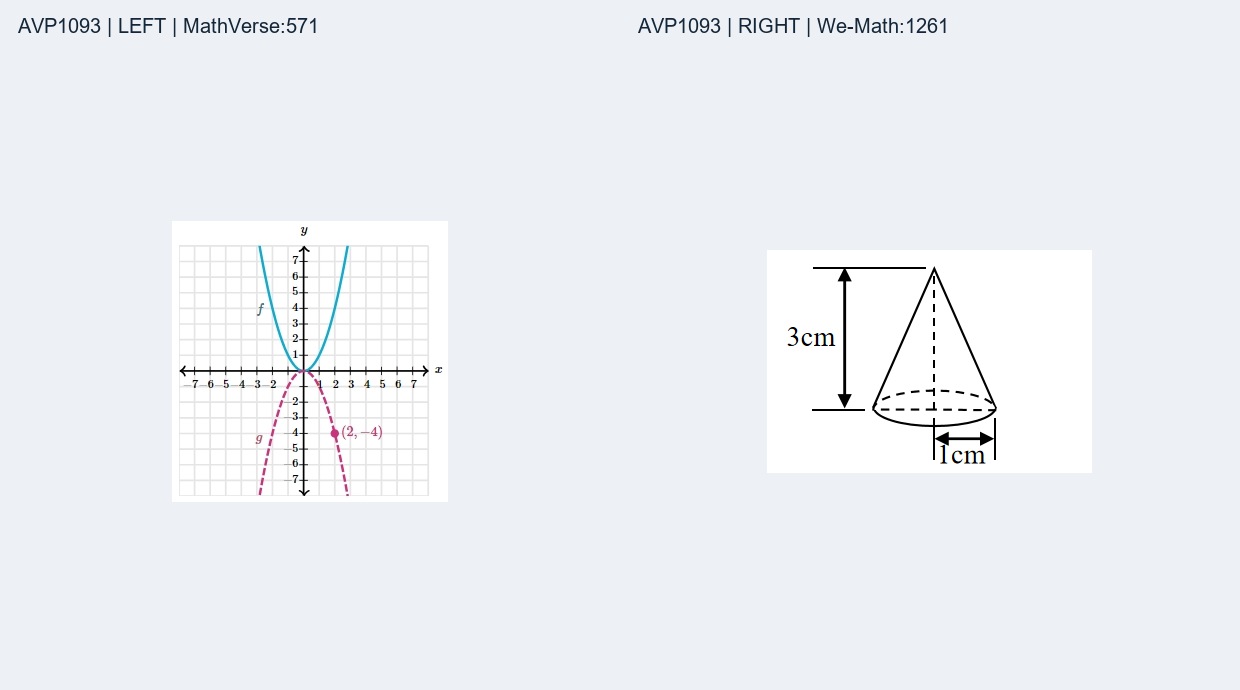 AVP1093 | LEFT | MathVerse:571
AVP1093 | RIGHT | We-Math:1261
y
7
6
5
4
3
2
1
f
x
-7 -6 -5 -4 -3 -2 1 2 3 4 5 6 7
-2
-3
-4
-5
-6
-7
g
(2, -4)
3cm
1cm